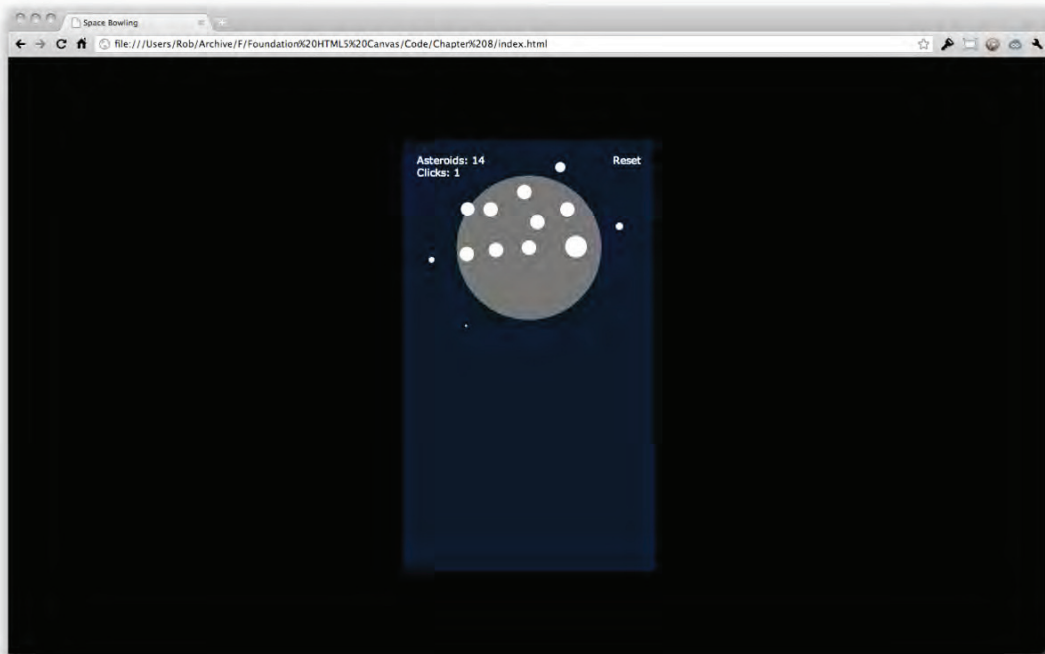 Space Bowling
file:///Users/Rob/Archive/F/Foundation%20HTML5%20Canvas/Code/Chapter%208/index.html
Asteroids: 14
Reset
Clicks: 1